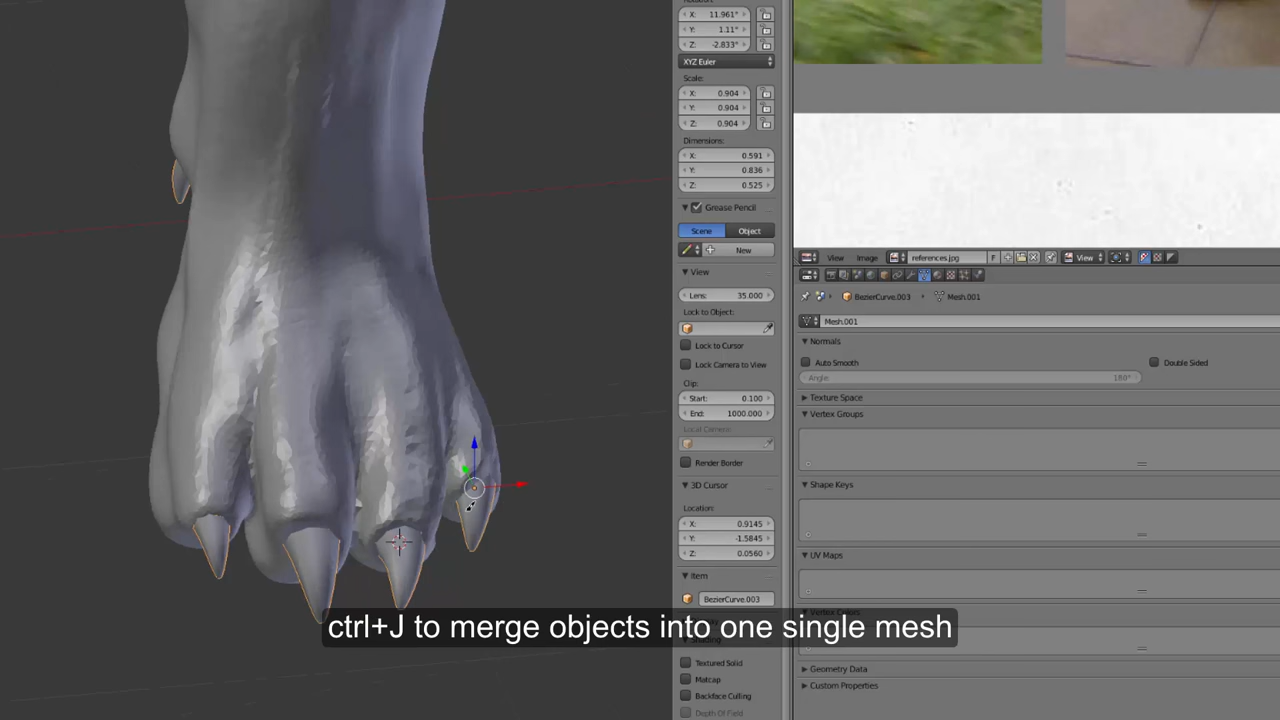 X: 11.961°
Y: 1.11°
Z: -2.833°
XYZ Euler
Scale:
X: 0.904
Y: 0.904
Z: 0.904
Dimensions:
X: 0.591
Y: 0.836
Z: 0.525
Grease Pencil
Scene Object
New
View
Lens: 35.000
Lock to Object:
Lock to Cursor
Lock Camera to View
Clip:
Start: 0.100
End: 1000.000
Local Camera:
Render Border
3D Cursor
Location:
X: 0.9145
Y: -1.5845
Z: 0.0560
Item
BezierCurve.003
Shading
Textured Solid
Matcap
Backface Culling
Depth Of Field
View Image references.jpg F View
BezierCurve.003 Mesh.001
Mesh.001
Normals
Auto Smooth Double Sided
Angle: 180°
Texture Space
Vertex Groups
Shape Keys
UV Maps
Vertex Colors
Geometry Data
Custom Properties
ctrl+J to merge objects into one single mesh